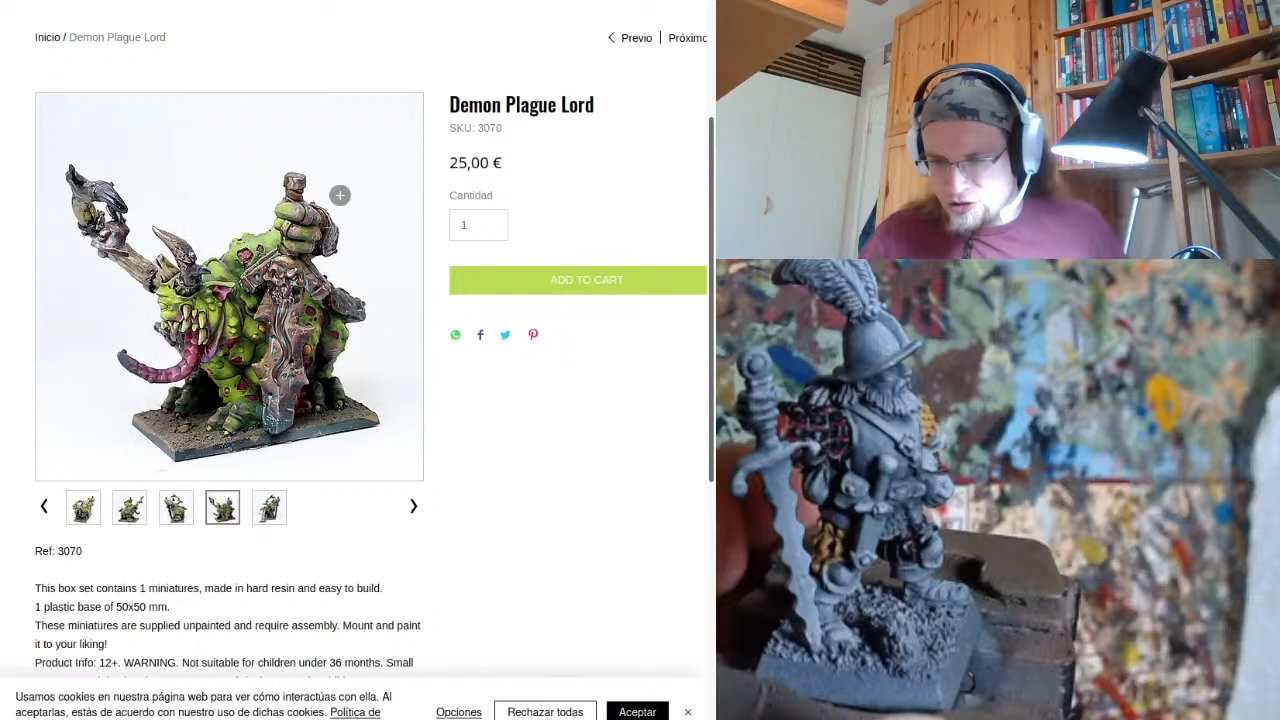 Inicio / Demon Plague Lord
Previo | Próximo
Demon Plague Lord
SKU: 3070
25,00 €
Cantidad
1
ADD TO CART
Ref: 3070
This box set contains 1 miniatures, made in hard resin and easy to build.
1 plastic base of 50x50 mm.
These miniatures are supplied unpainted and require assembly. Mount and paint
it to your liking!
Product Info: 12+. WARNING. Not suitable for children under 36 months. Small
Usamos cookies en nuestra página web para ver cómo interactúas con ella. Al
aceptarlas, estás de acuerdo con nuestro uso de dichas cookies. Política de
Opciones
Rechazar todas
Aceptar
×